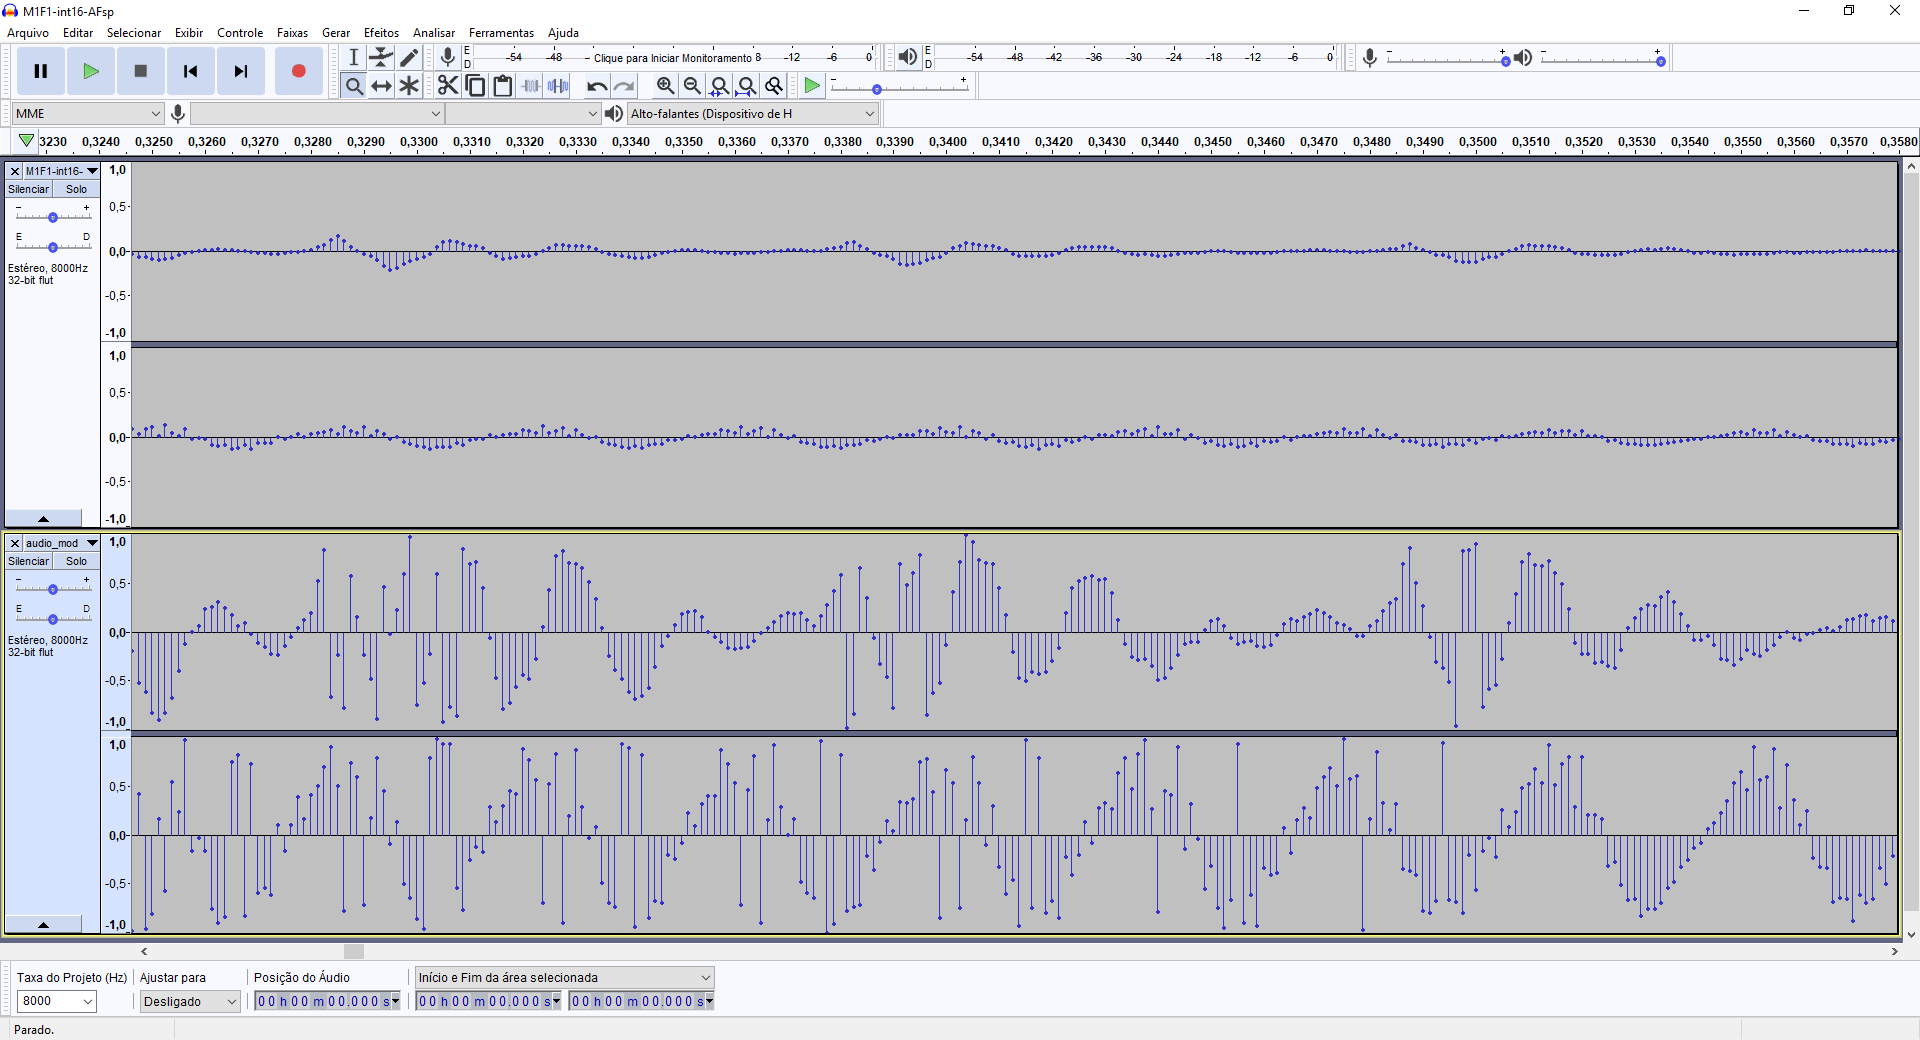 M1F1-int16-AFsp
Arquivo Editar Selecionar Exibir Controle Faixas Gerar Efeitos Analisar Ferramentas Ajuda
E D -54 -48 - Clique para Iniciar Monitoramento 8 -12 -6 0 E D -54 -48 -42 -36 -30 -24 -18 -12 -6 0 - + - +
- +
MME Alto-falantes (Dispositivo de H
3230 0,3240 0,3250 0,3260 0,3270 0,3280 0,3290 0,3300 0,3310 0,3320 0,3330 0,3340 0,3350 0,3360 0,3370 0,3380 0,3390 0,3400 0,3410 0,3420 0,3430 0,3440 0,3450 0,3460 0,3470 0,3480 0,3490 0,3500 0,3510 0,3520 0,3530 0,3540 0,3550 0,3560 0,3570 0,3580
M1F1-int16- 1,0
Silenciar Solo
- + 0,5-
E D
0,0-
Estéreo, 8000Hz
32-bit flut
-0,5-
-1,0
1,0
0,5-
0,0-
-0,5-
-1,0
audio_mod 1,0
Silenciar Solo
- + 0,5-
E D
0,0-
Estéreo, 8000Hz
32-bit flut
-0,5-
-1,0
1,0
0,5-
0,0-
-0,5-
-1,0
Taxa do Projeto (Hz) Ajustar para Posição do Áudio Início e Fim da área selecionada
8000 Desligado 00 h 00 m 00.000 s 00 h 00 m 00.000 s 00 h 00 m 00.000 s
Parado.